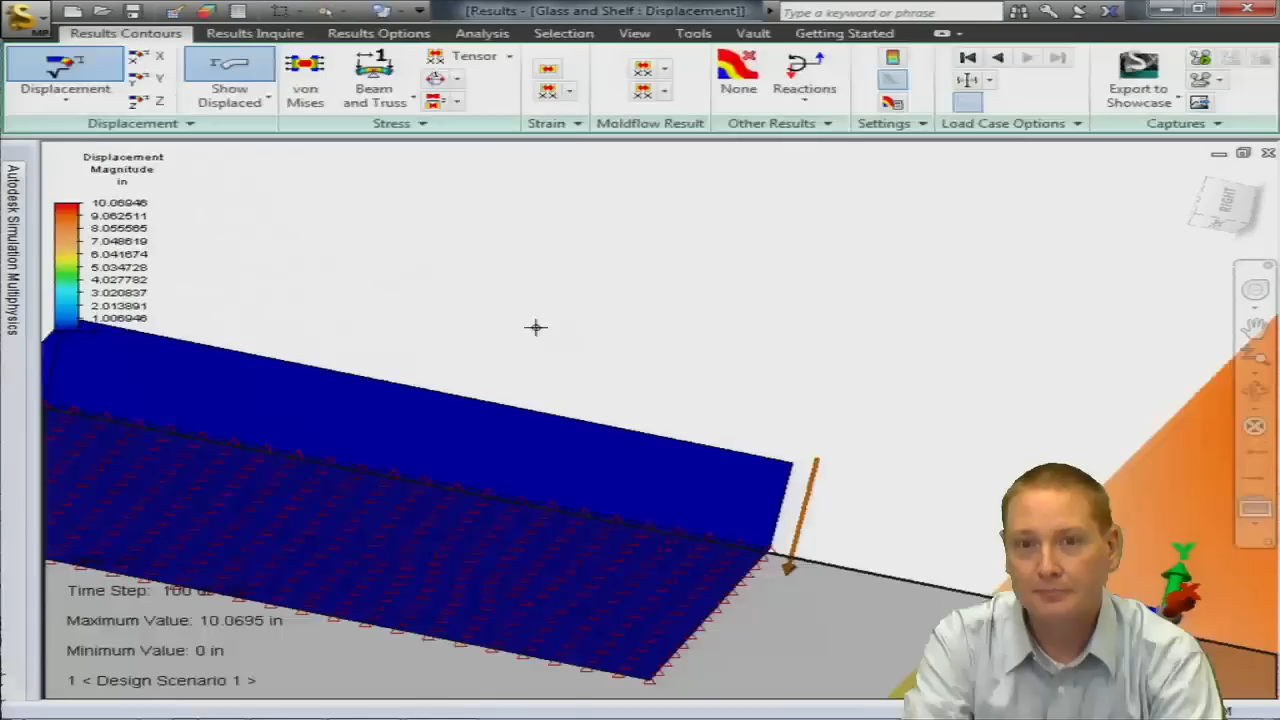 MP
[Results - [Glass and Shelf : Displacement]]
Type a keyword or phrase
Results Contours
Results Inquire
Results Options
Analysis
Selection
View
Tools
Vault
Getting Started
Displacement
X
Y
Z
Show
Displaced
von
Mises
Beam
and Truss
Tensor
None
Reactions
Export to
Showcase
Displacement
Stress
Strain
Moldflow Result
Other Results
Settings
Load Case Options
Captures
Autodesk Simulation Multiphysics
Displacement
Magnitude
in
10.06946
9.062511
8.055565
7.048619
6.041674
5.034728
4.027782
3.020837
2.013891
1.006946
RIGHT
Y
Time Step: 100
Maximum Value: 10.0695 in
Minimum Value: 0 in
1 < Design Scenario 1 >